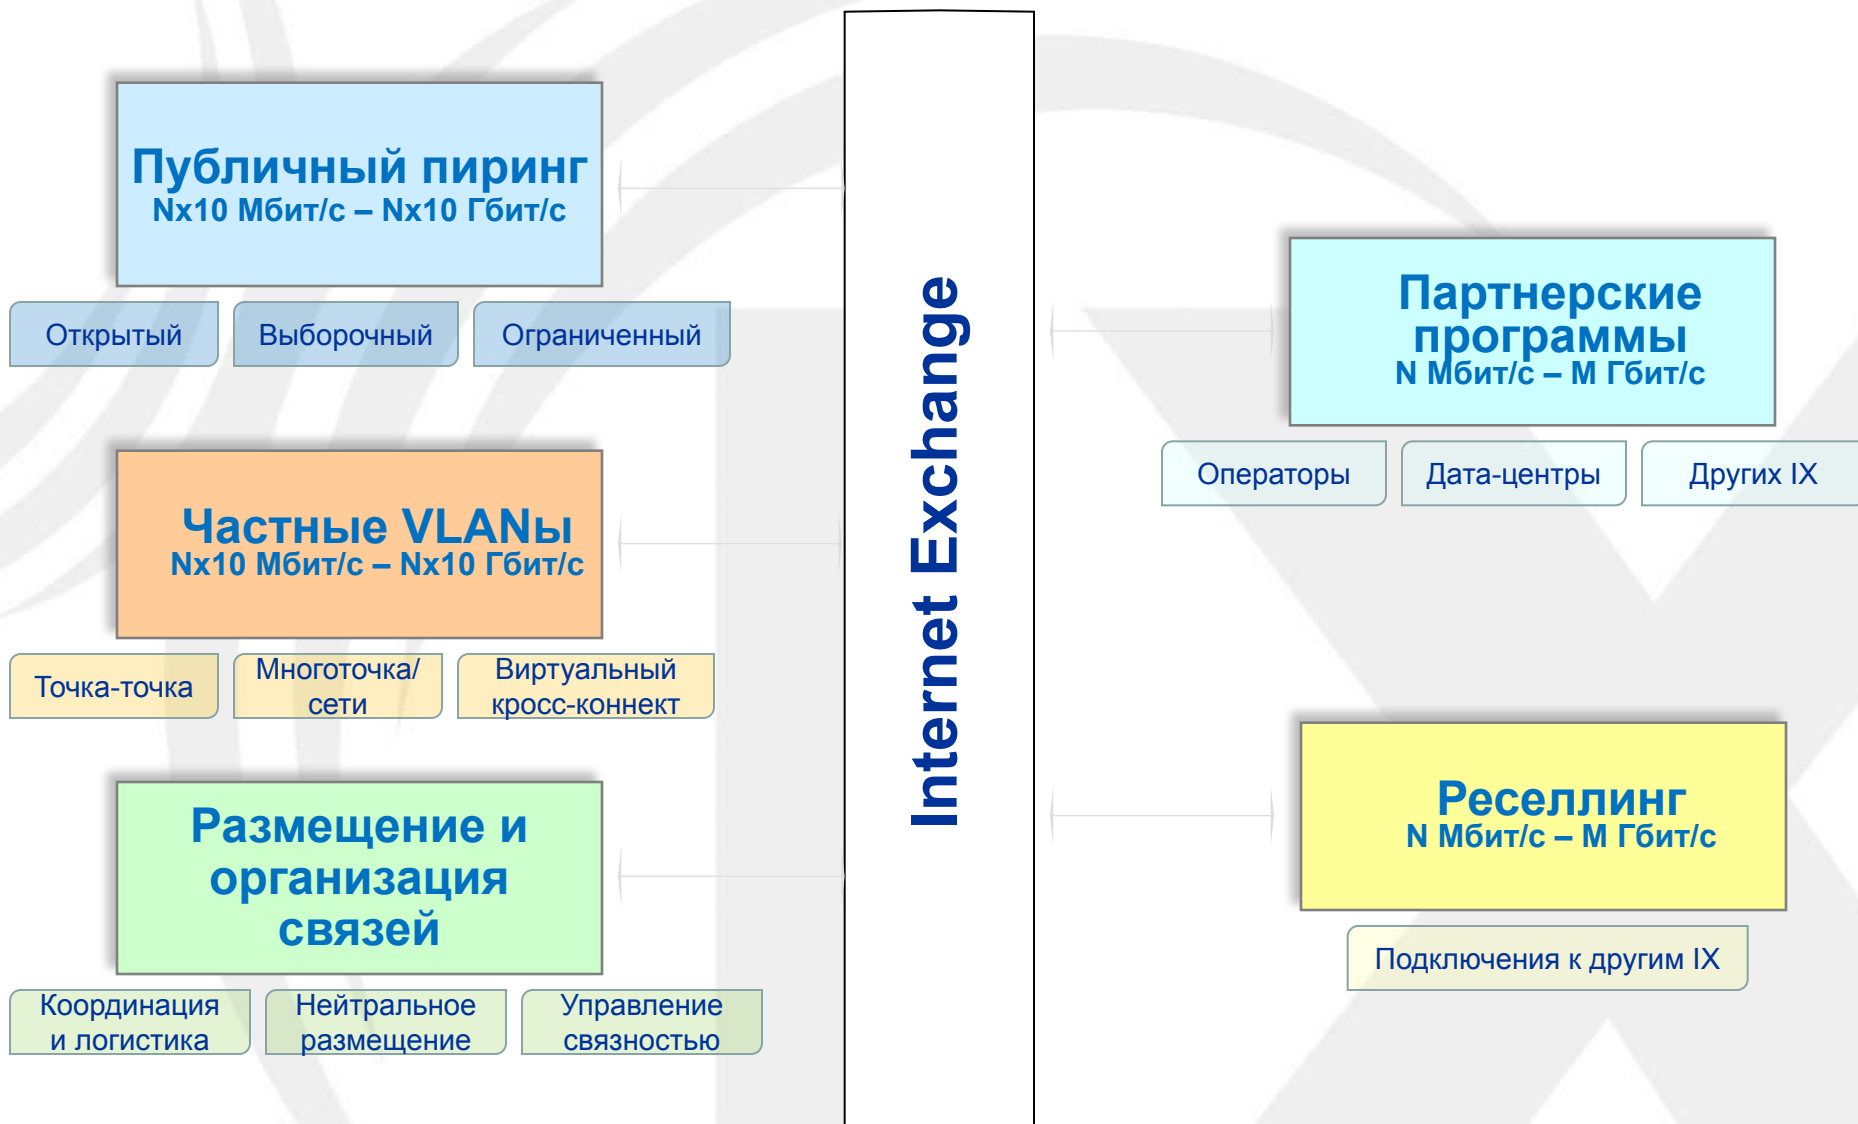 Публичный пиринг
Nx10 Мбит/с – Nx10 Гбит/с
Открытый
Выборочный
Ограниченный
Частные VLANы
Nx10 Мбит/с – Nx10 Гбит/с
Точка-точка
Многоточка/
сети
Виртуальный
кросс-коннект
Размещение и
организация
связей
Координация
и логистика
Нейтральное
размещение
Управление
связностью
Internet Exchange
Партнерские
программы
N Мбит/с – M Гбит/с
Операторы
Дата-центры
Других IX
Реселлинг
N Мбит/с – M Гбит/с
Подключения к другим IX